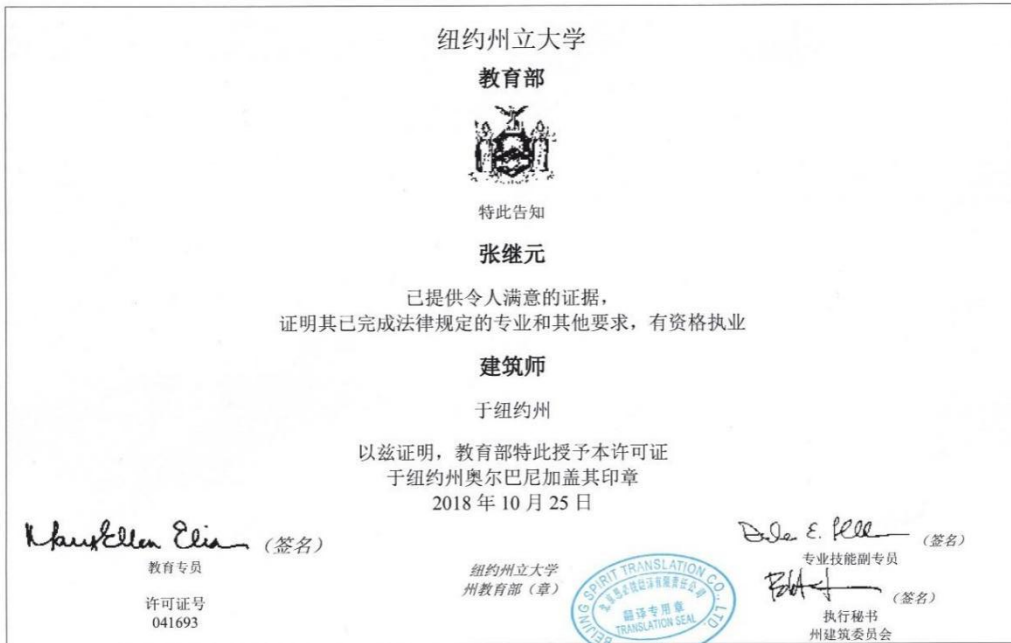 纽约州立大学
教育部
特此告知
张继元
已提供令人满意的证据，
证明其已完成法律规定的专业和其他要求，有资格执业
建筑师
于纽约州
以兹证明，教育部特此授予本许可证
于纽约州奥尔巴尼加盖其印章
2018 年 10 月 25 日
MaryEllen Elia （签名）
教育专员
许可证号
041693
纽约州立大学
州教育部（章）
BEIJING SPIRIT TRANSLATION CO., LTD
翻译专用章
TRANSLATION SEAL
（签名）
专业技能副专员
（签名）
执行秘书
州建筑委员会